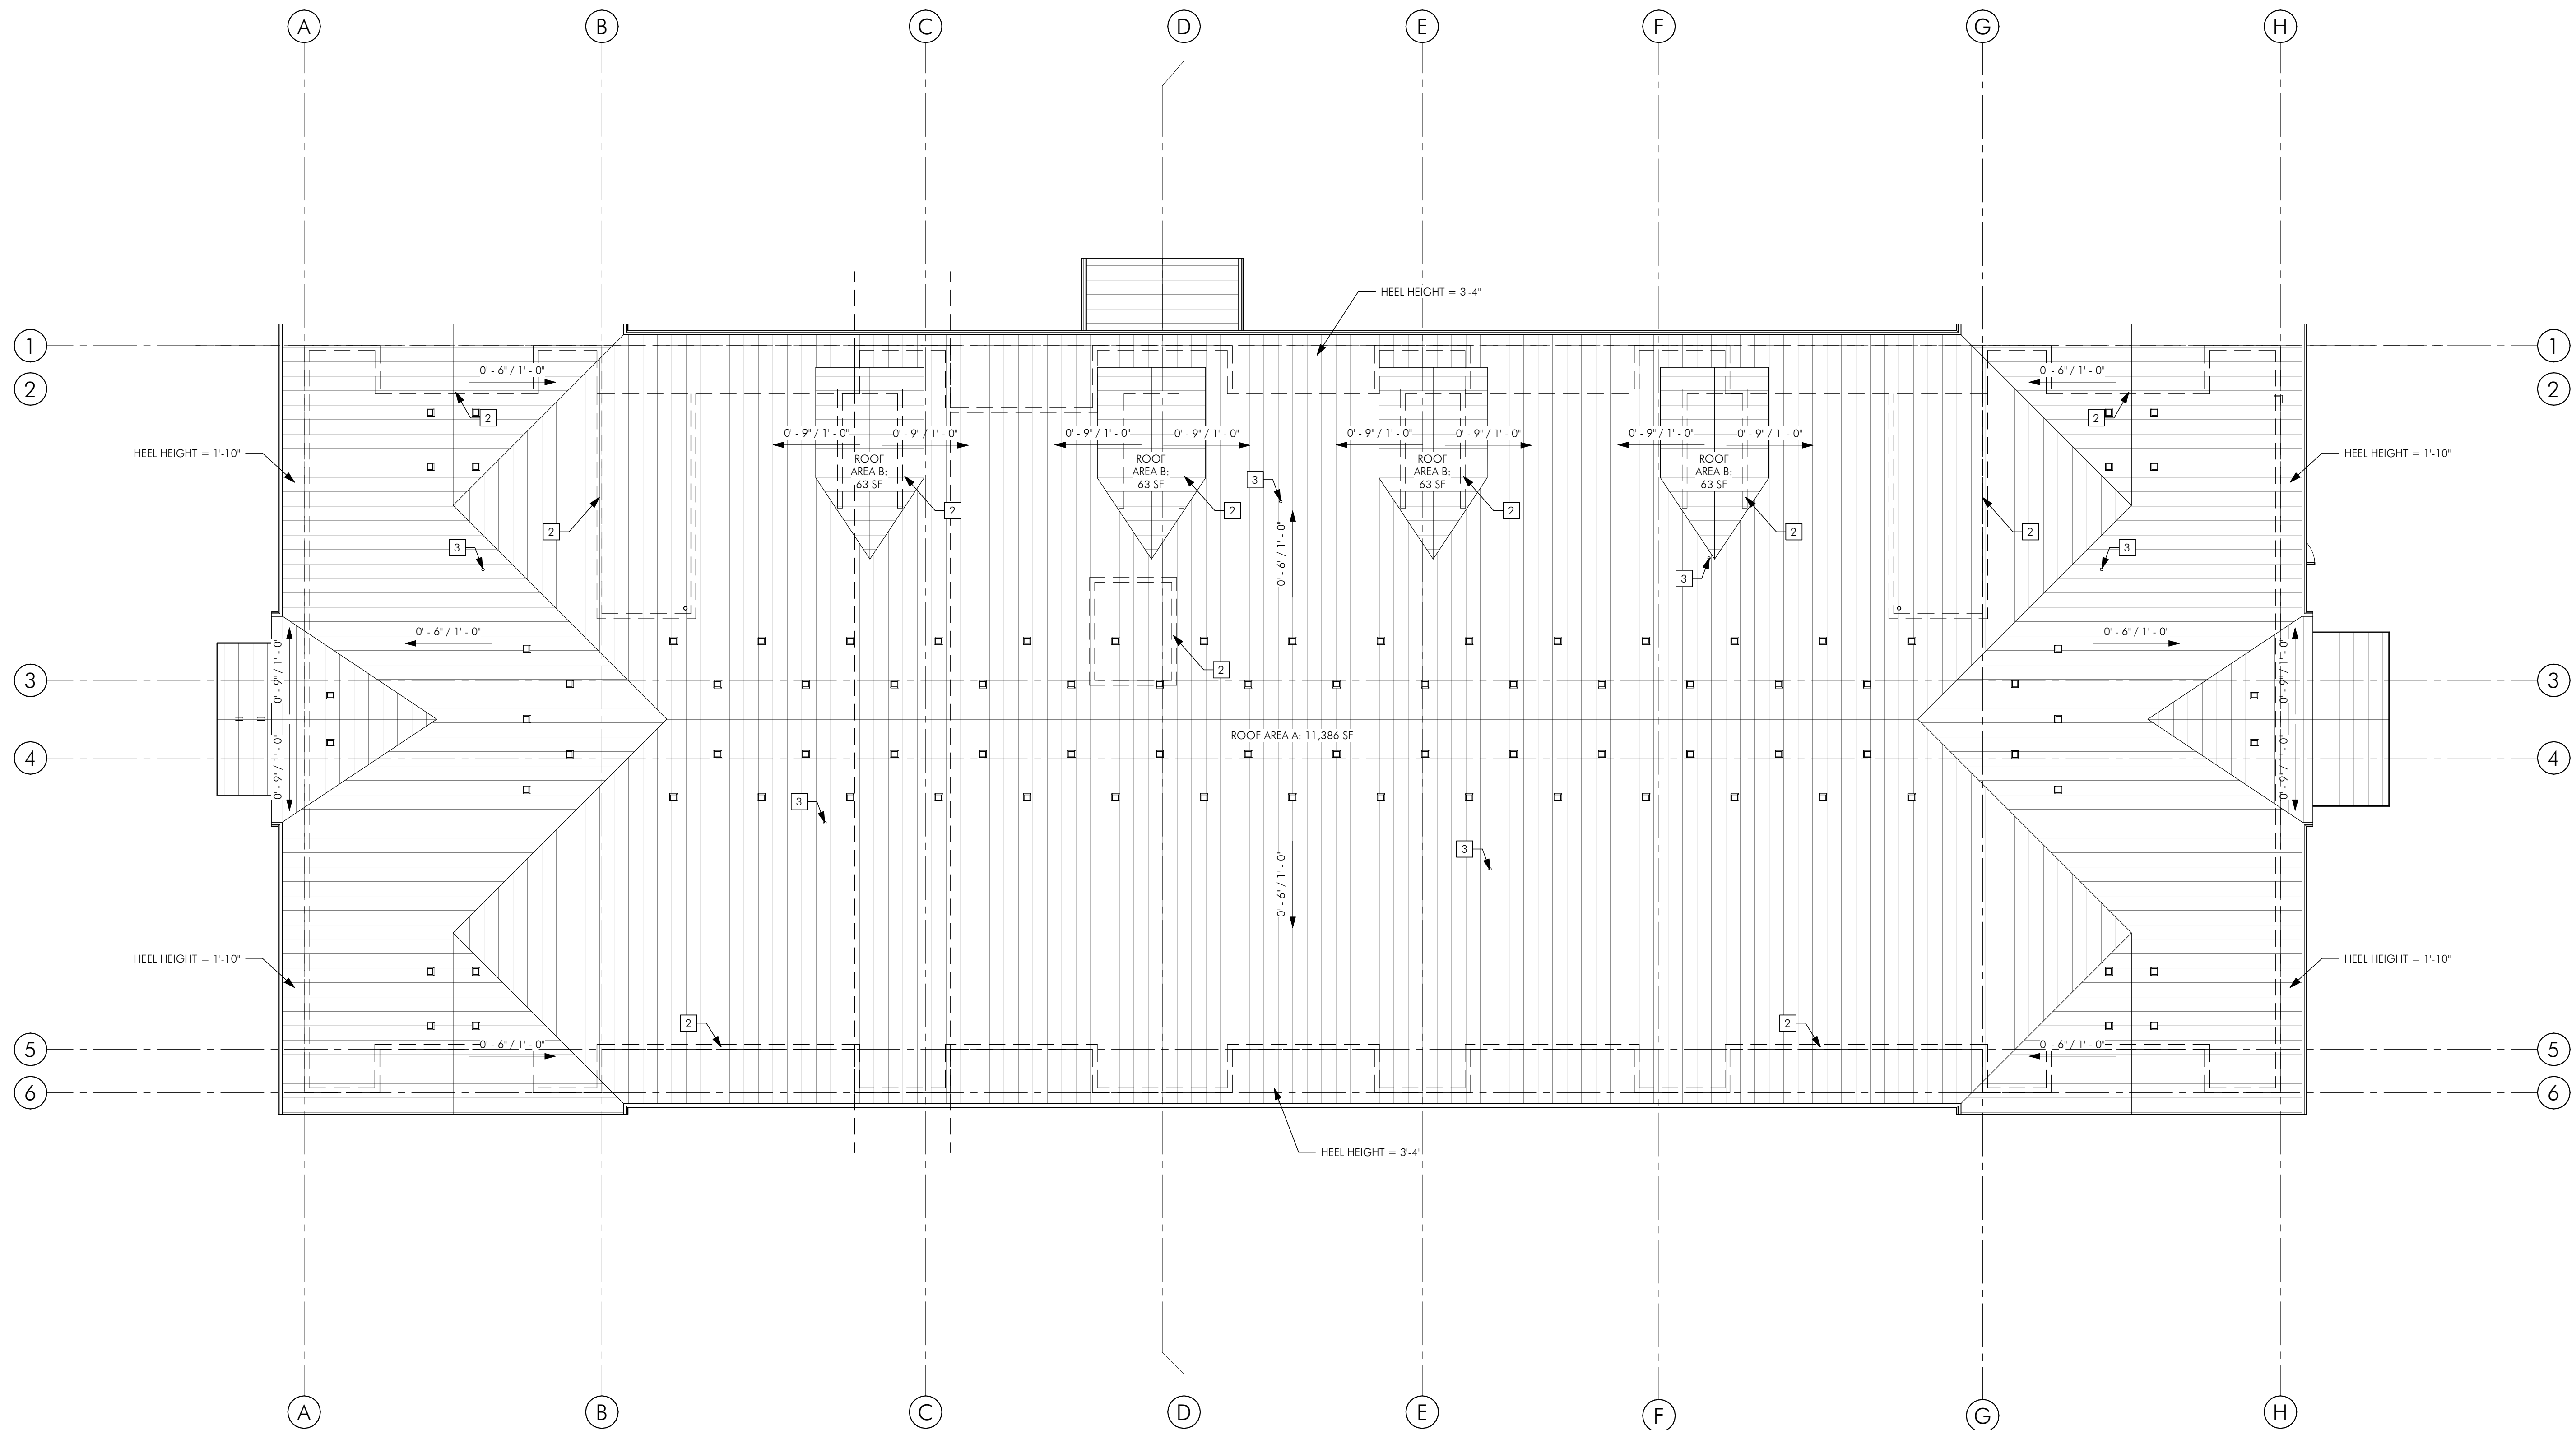 A B C D E F G H
HEEL HEIGHT = 3'-4"
1 1
0' - 6" / 1' - 0" 0' - 6" / 1' - 0"
2 2
2 2
0' - 9" / 1' - 0" 0' - 9" / 1' - 0" 0' - 9" / 1' - 0" 0' - 9" / 1' - 0" 0' - 9" / 1' - 0" 0' - 9" / 1' - 0" 0' - 9" / 1' - 0" 0' - 9" / 1' - 0"
HEEL HEIGHT = 1'-10" HEEL HEIGHT = 1'-10"
ROOF ROOF ROOF ROOF
AREA B: AREA B: AREA B: AREA B:
63 SF 63 SF 63 SF 63 SF
3
2 2 2 2
2 2
3 0' - 6" / 1' - 0" 3
3
0' - 6" / 1' - 0" 0' - 6" / 1' - 0"
0' - 9" / 1' - 0" 0' - 9" / 1' - 0"
2
3 3
ROOF AREA A: 11,386 SF
4 4
0' - 9" / 1' - 0" 0' - 9" / 1' - 0"
3
3
0' - 6" / 1' - 0"
HEEL HEIGHT = 1'-10" HEEL HEIGHT = 1'-10"
2 2
0' - 6" / 1' - 0" 0' - 6" / 1' - 0"
5 5
6 6
HEEL HEIGHT = 3'-4"
A B C D E F G H